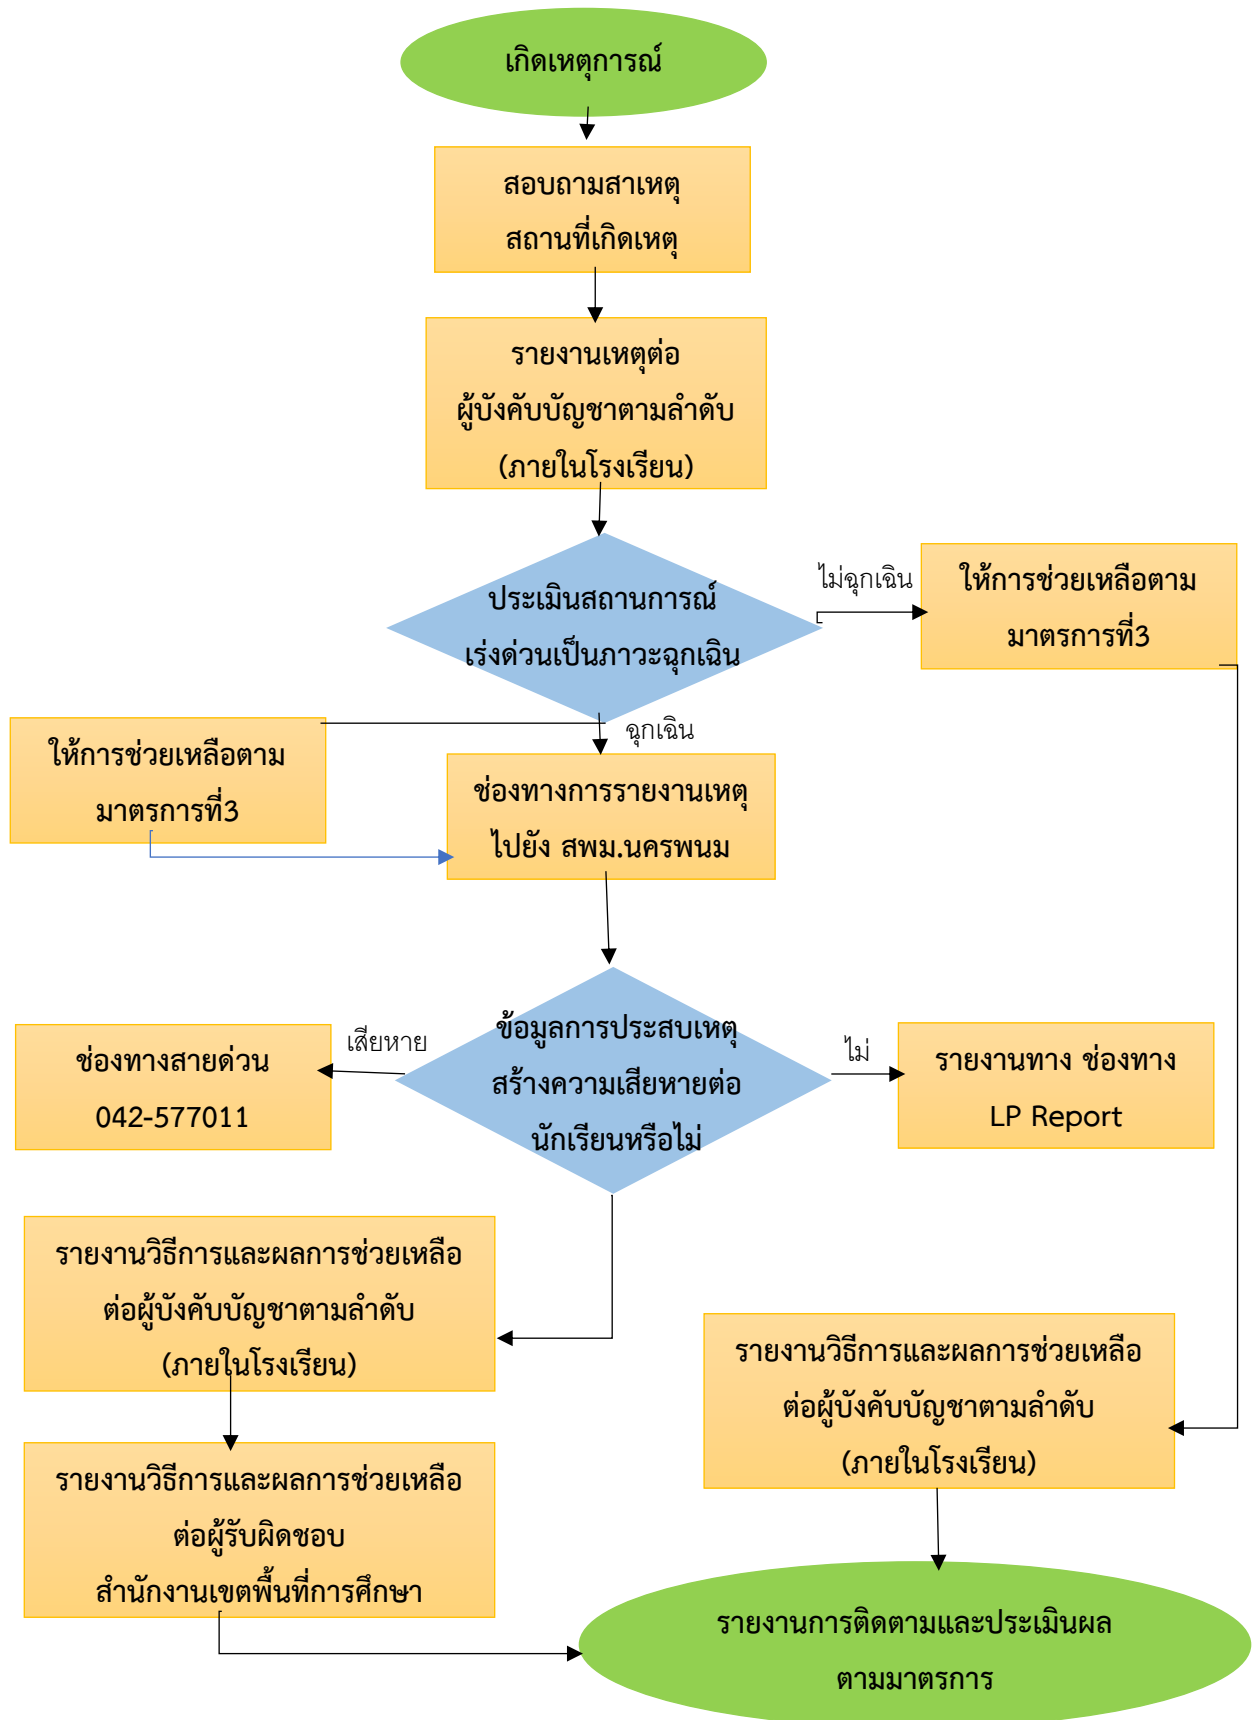 เกิดเหตุการณ์
สอบถามสาเหตุ
สถานที่เกิดเหตุ
รายงานเหตุต่อ
ผู้บังคับบัญชาตามลำดับ
(ภายในโรงเรียน)
ประเมินสถานการณ์
เร่งด่วนเป็นภาวะฉุกเฉิน
ไม่ฉุกเฉิน
ให้การช่วยเหลือตาม
มาตรการที่3
ฉุกเฉิน
ให้การช่วยเหลือตาม
มาตรการที่3
ช่องทางการรายงานเหตุ
ไปยัง สพม.นครพนม
ข้อมูลการประสบเหตุ
สร้างความเสียหายต่อ
นักเรียนหรือไม่
เสียหาย
ช่องทางสายด่วน
042-577011
ไม่
รายงานทาง ช่องทาง
LP Report
รายงานวิธีการและผลการช่วยเหลือ
ต่อผู้บังคับบัญชาตามลำดับ
(ภายในโรงเรียน)
รายงานวิธีการและผลการช่วยเหลือ
ต่อผู้บังคับบัญชาตามลำดับ
(ภายในโรงเรียน)
รายงานวิธีการและผลการช่วยเหลือ
ต่อผู้รับผิดชอบ
สำนักงานเขตพื้นที่การศึกษา
รายงานการติดตามและประเมินผล
ตามมาตรการ